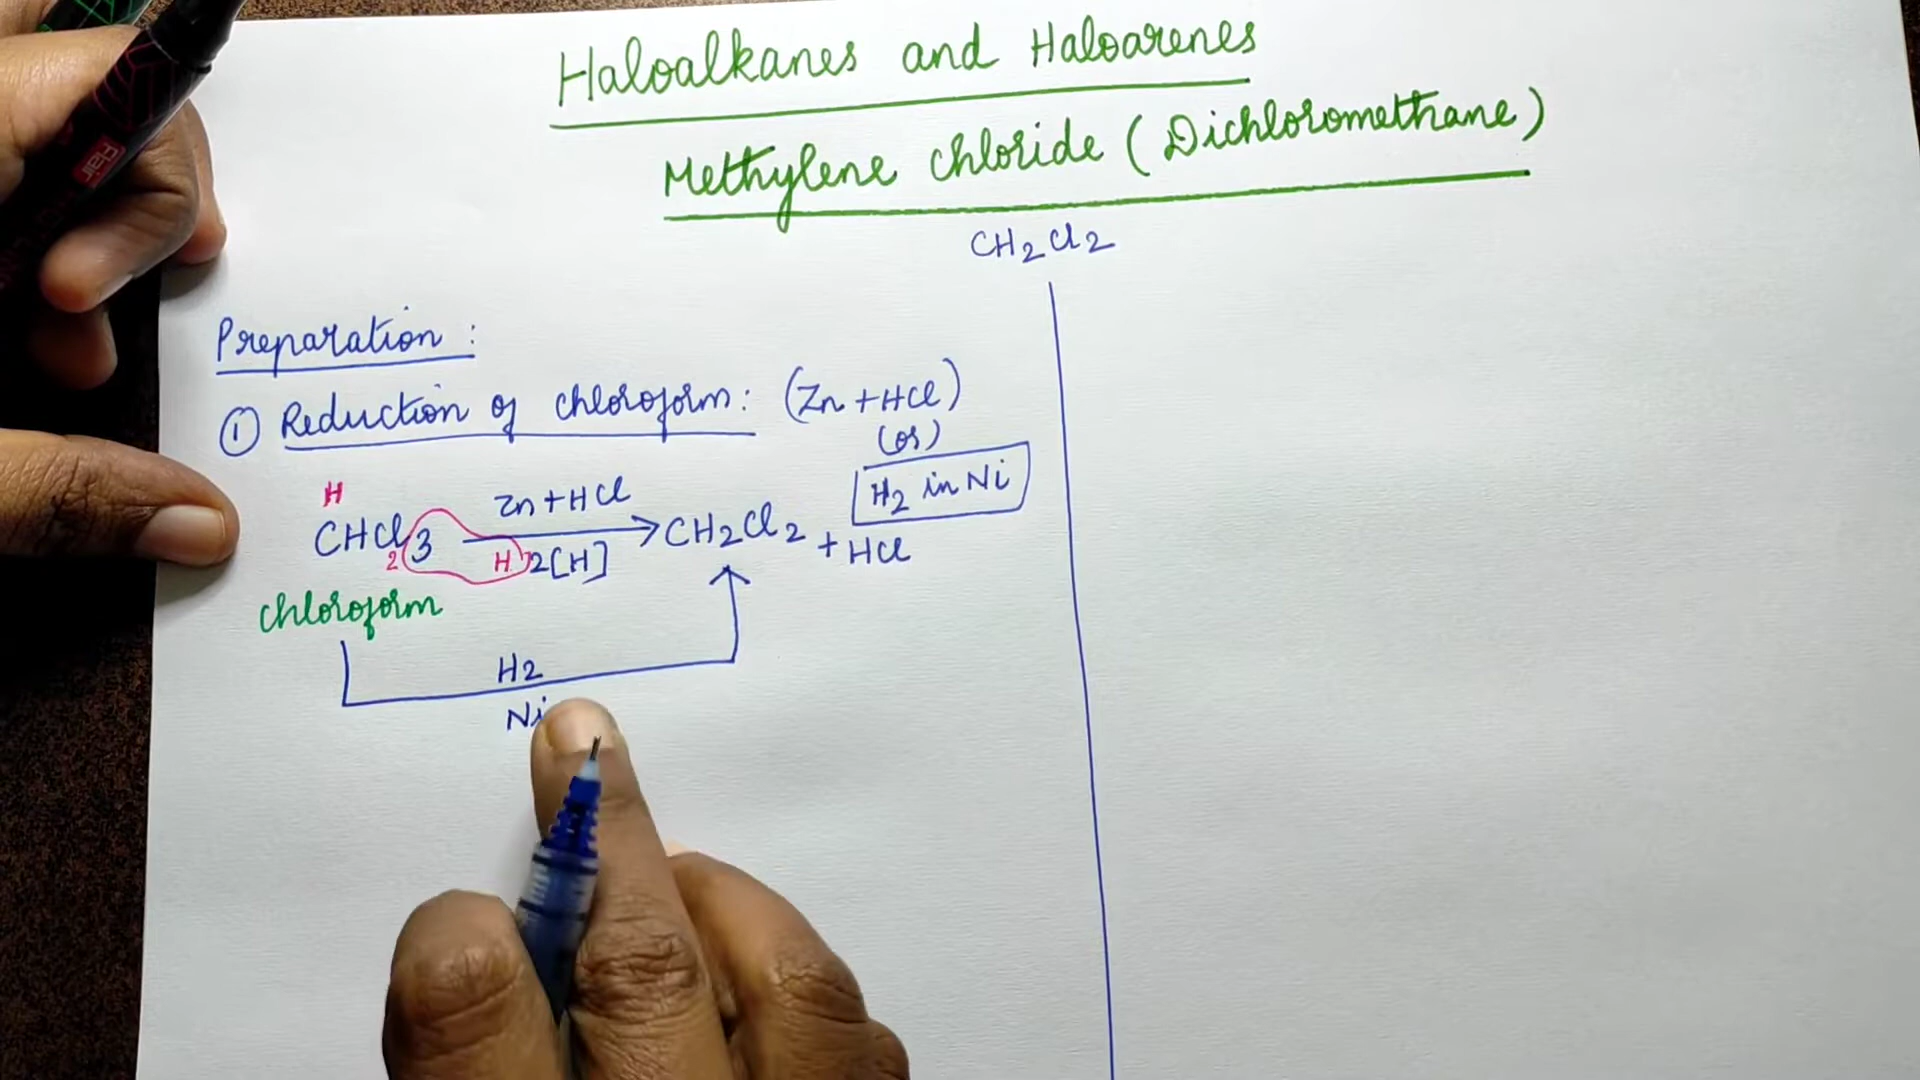 Haloalkanes and Haloarenes
Methylene chloride (Dichloromethane)
CH2Cl2
Preparation :
① Reduction of chloroform: (Zn + HCl)
(or)
H2 in Ni
H
Zn + HCl
CHCl3 → CH2Cl2 + HCl
2 H 2[H]
chloroform
H2
Ni
Flair